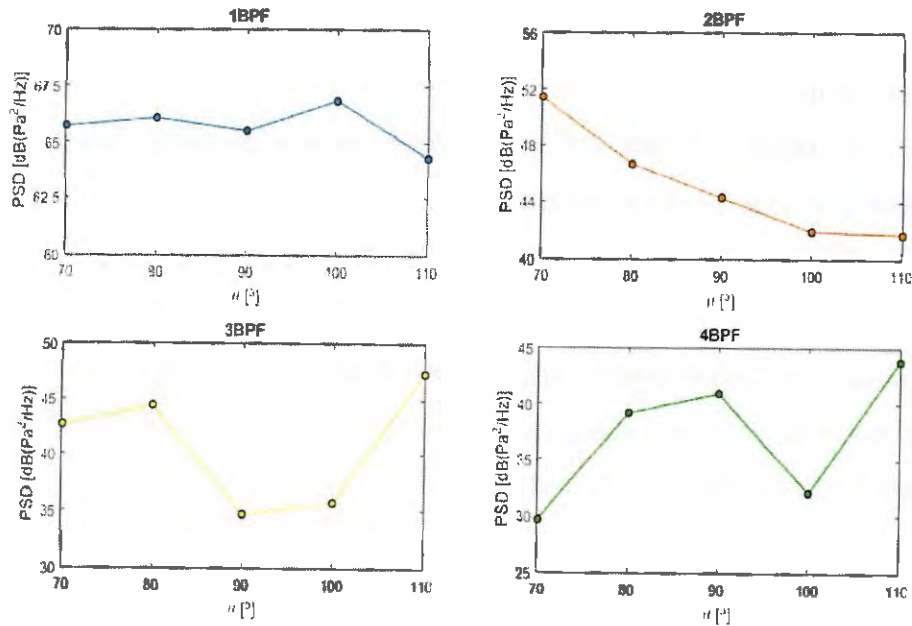 1BPF
70
67.5
65
62.5
60
PSD [dB(Pa²/Hz)]
70 80 90 100 110
θ [°]
2BPF
56
52
48
44
40
PSD [dB(Pa²/Hz)]
70 80 90 100 110
θ [°]
3BPF
50
45
40
35
30
PSD [dB(Pa²/Hz)]
70 80 90 100 110
θ [°]
4BPF
45
40
35
30
25
PSD [dB(Pa²/Hz)]
70 80 90 100 110
θ [°]